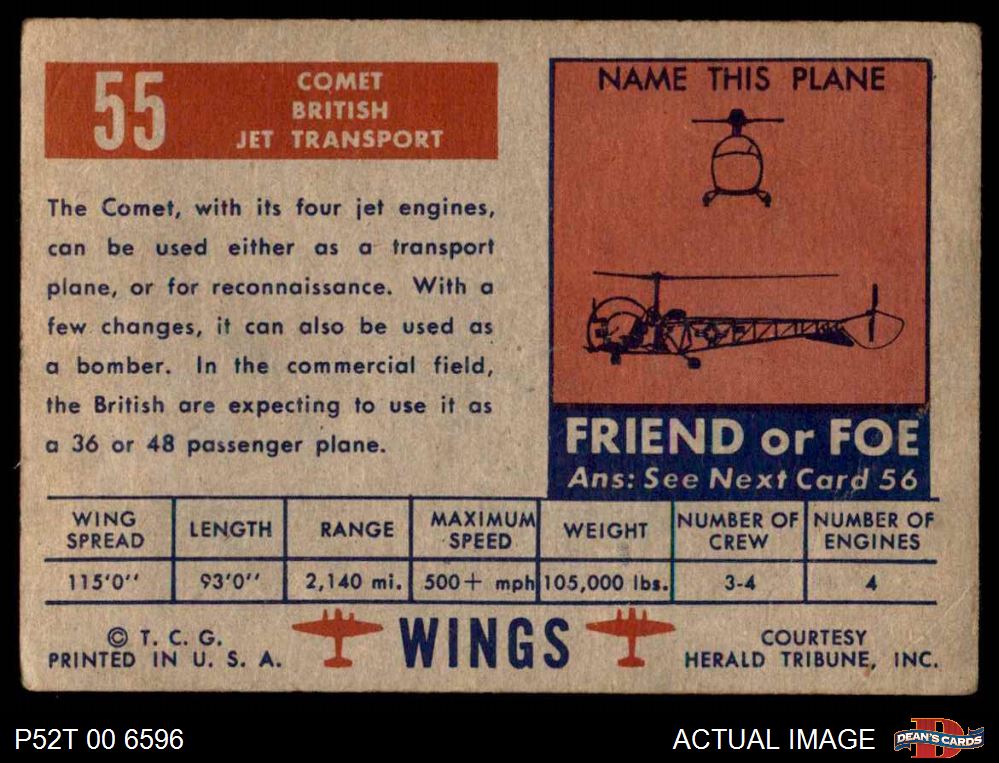 55
COMET
BRITISH
JET TRANSPORT
The Comet, with its four jet engines,
can be used either as a transport
plane, or for reconnaissance. With a
few changes, it can also be used as
a bomber. In the commercial field,
the British are expecting to use it as
a 36 or 48 passenger plane.
NAME THIS PLANE
FRIEND or FOE
Ans: See Next Card 56
WING SPREAD LENGTH RANGE MAXIMUM SPEED WEIGHT NUMBER OF CREW NUMBER OF ENGINES
115'0'' 93'0'' 2,140 mi. 500+ mph 105,000 lbs. 3-4 4
© T. C. G.
PRINTED IN U. S. A.
WINGS
COURTESY
HERALD TRIBUNE, INC.
P52T 00 6596
ACTUAL IMAGE
D
DEAN'S CARDS